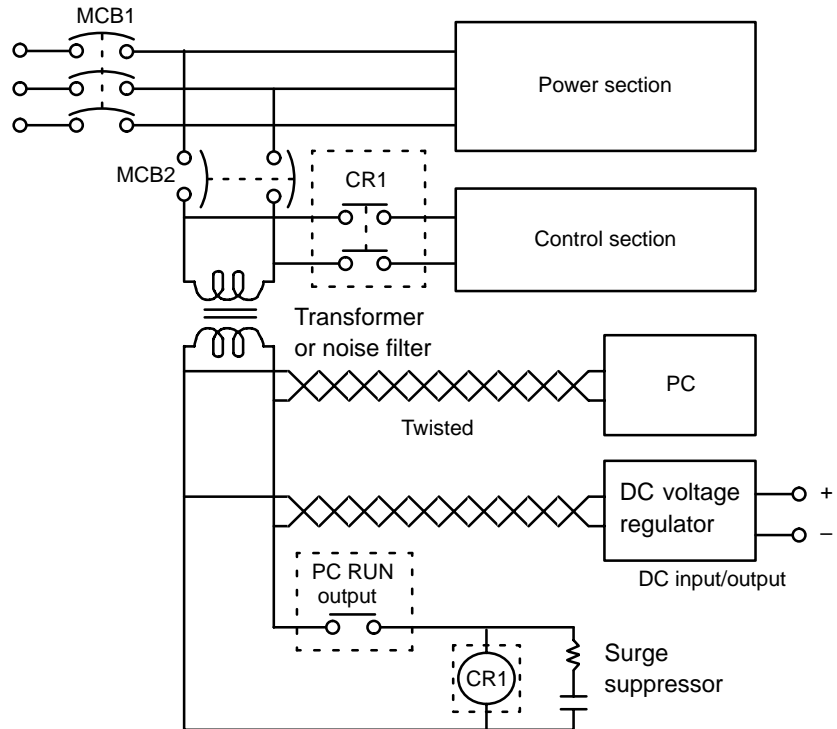 MCB1
Power section
MCB2
CR1
Control section
Transformer
or noise filter
PC
Twisted
DC voltage
regulator
+
–
DC input/output
PC RUN
output
CR1
Surge
suppressor